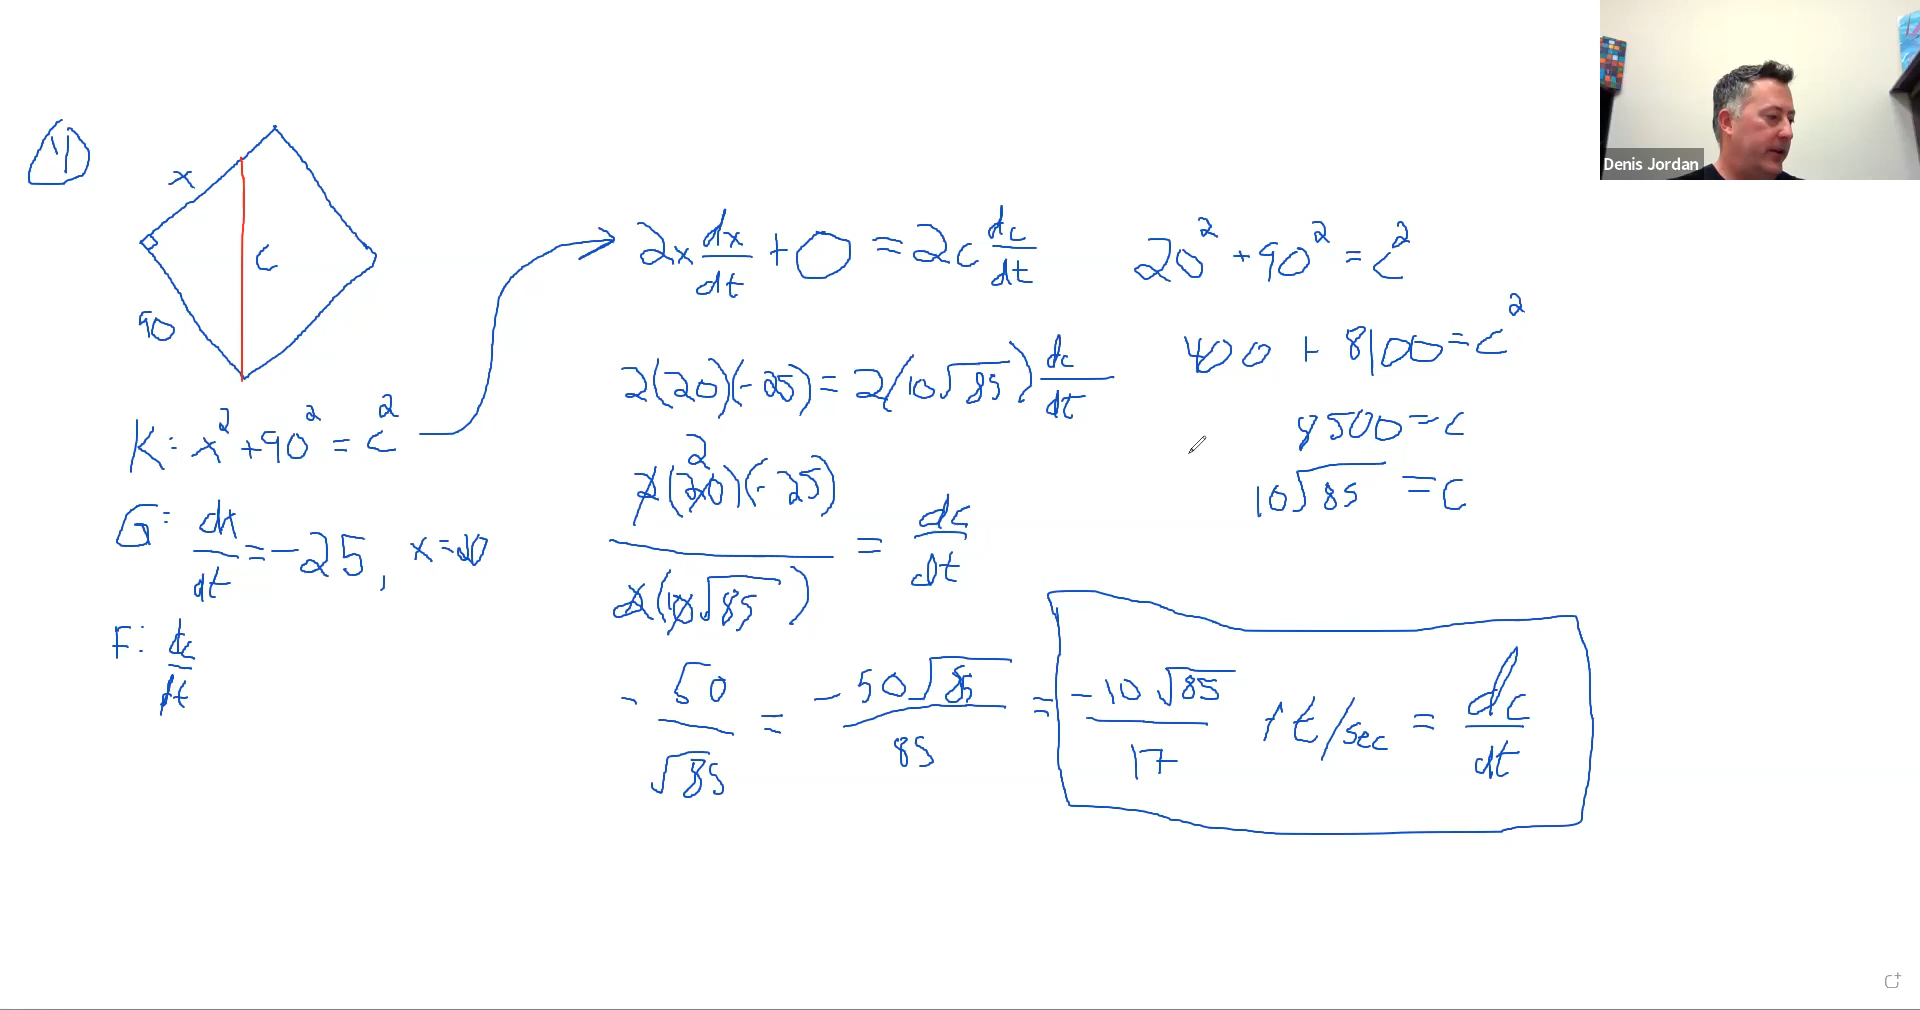 4
x
c
90
K: x² + 90² = c²
G: dx/dt = -25, x = 20
F: dc/dt
2x dx/dt + 0 = 2c dc/dt
2(20)(-25) = 2(10√85) dc/dt
2
2(20)(-25) / 2(10√85) = dc/dt
-50/√85 = -50√85/85 = -10√85/17 ft/sec = dc/dt
20² + 90² = c²
400 + 8100 = c²
8500 = c
10√85 = c
Denis Jordan